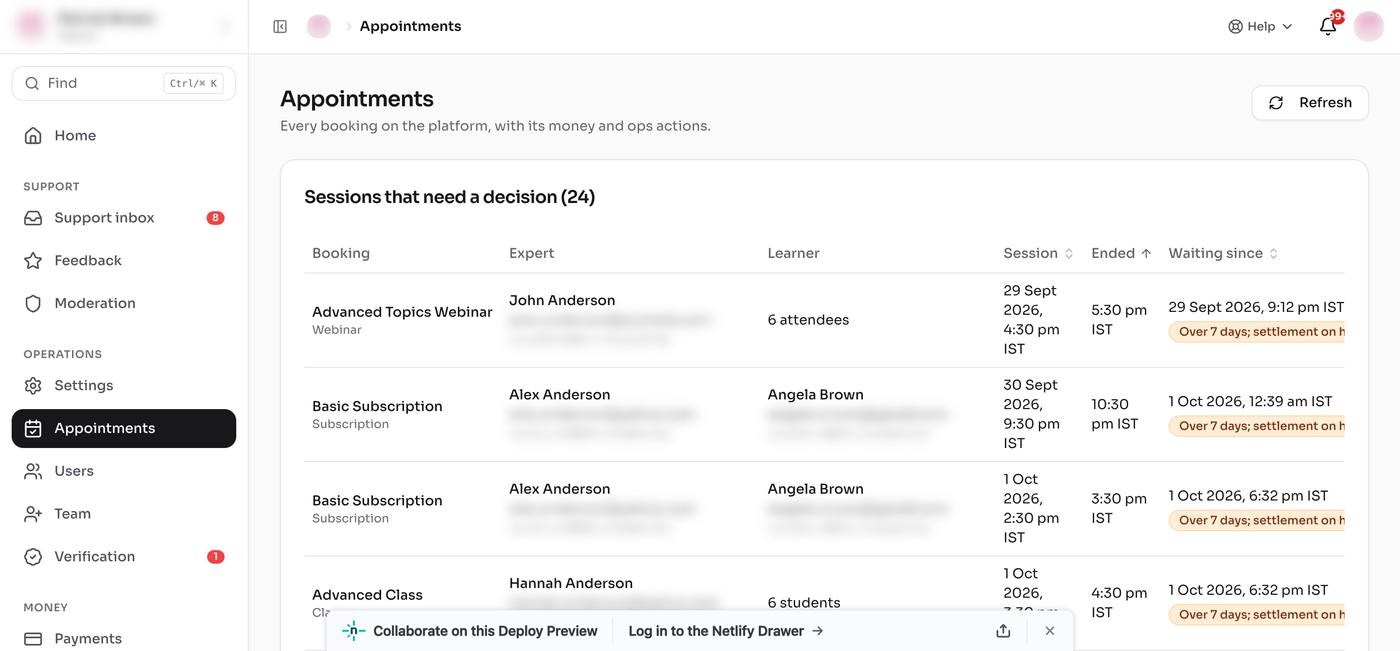 Appointments
Help
99+
Find
Ctrl/⌘ K
Home
SUPPORT
Support inbox 8
Feedback
Moderation
OPERATIONS
Settings
Appointments
Users
Team
Verification 1
MONEY
Payments
Appointments
Every booking on the platform, with its money and ops actions.
Refresh
Sessions that need a decision (24)
Booking Expert Learner Session Ended Waiting since
Advanced Topics Webinar
Webinar
John Anderson
6 attendees
29 Sept
2026,
4:30 pm
IST
5:30 pm
IST
29 Sept 2026, 9:12 pm IST
Over 7 days; settlement on h
Basic Subscription
Subscription
Alex Anderson
Angela Brown
30 Sept
2026,
9:30 pm
IST
10:30
pm IST
1 Oct 2026, 12:39 am IST
Over 7 days; settlement on h
Basic Subscription
Subscription
Alex Anderson
Angela Brown
1 Oct
2026,
2:30 pm
IST
3:30 pm
IST
1 Oct 2026, 6:32 pm IST
Over 7 days; settlement on h
Advanced Class
Hannah Anderson
6 students
1 Oct
2026,
4:30 pm
IST
1 Oct 2026, 6:32 pm IST
Over 7 days; settlement on h
Collaborate on this Deploy Preview
Log in to the Netlify Drawer →